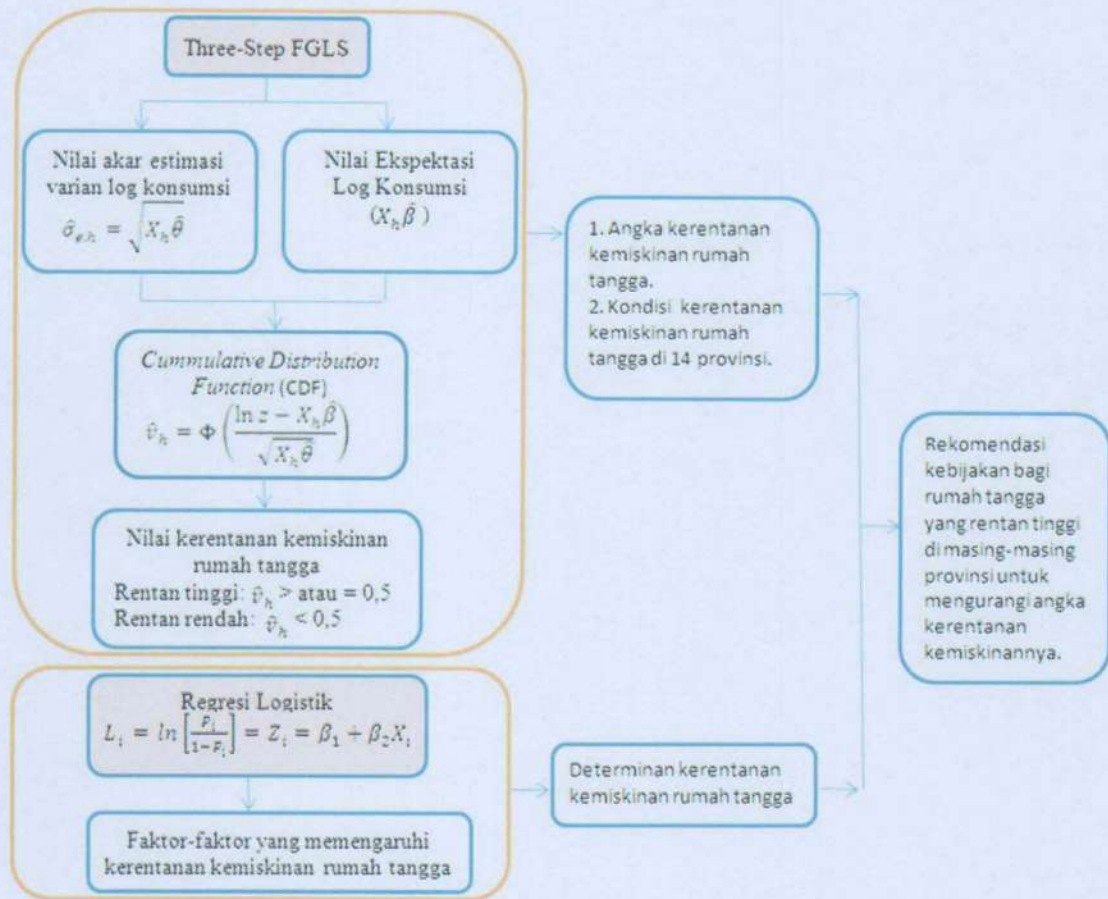 Three-Step FGLS
Nilai akar estimasi
varian log konsumsi
σ̂ₑ.ₕ = √(Xₕθ̂)
Nilai Ekspektasi
Log Konsumsi
(Xₕβ̂ )
Cummulative Distribution
Function (CDF)
v̂ₕ = Φ ( (ln z − Xₕβ̂) / √(Xₕθ̂) )
Nilai kerentanan kemiskinan
rumah tangga
Rentan tinggi: v̂ₕ > atau = 0,5
Rentan rendah: v̂ₕ < 0,5
1. Angka kerentanan
kemiskinan rumah
tangga.
2. Kondisi kerentanan
kemiskinan rumah
tangga di 14 provinsi.
Regresi Logistik
Lᵢ = ln [Pᵢ / (1−Pᵢ)] = Zᵢ = β₁ + β₂Xᵢ
Faktor-faktor yang memengaruhi
kerentanan kemiskinan rumah tangga
Determinan kerentanan
kemiskinan rumah tangga
Rekomendasi
kebijakan bagi
rumah tangga
yang rentan tinggi
di masing-masing
provinsi untuk
mengurangi angka
kerentanan
kemiskinannya.